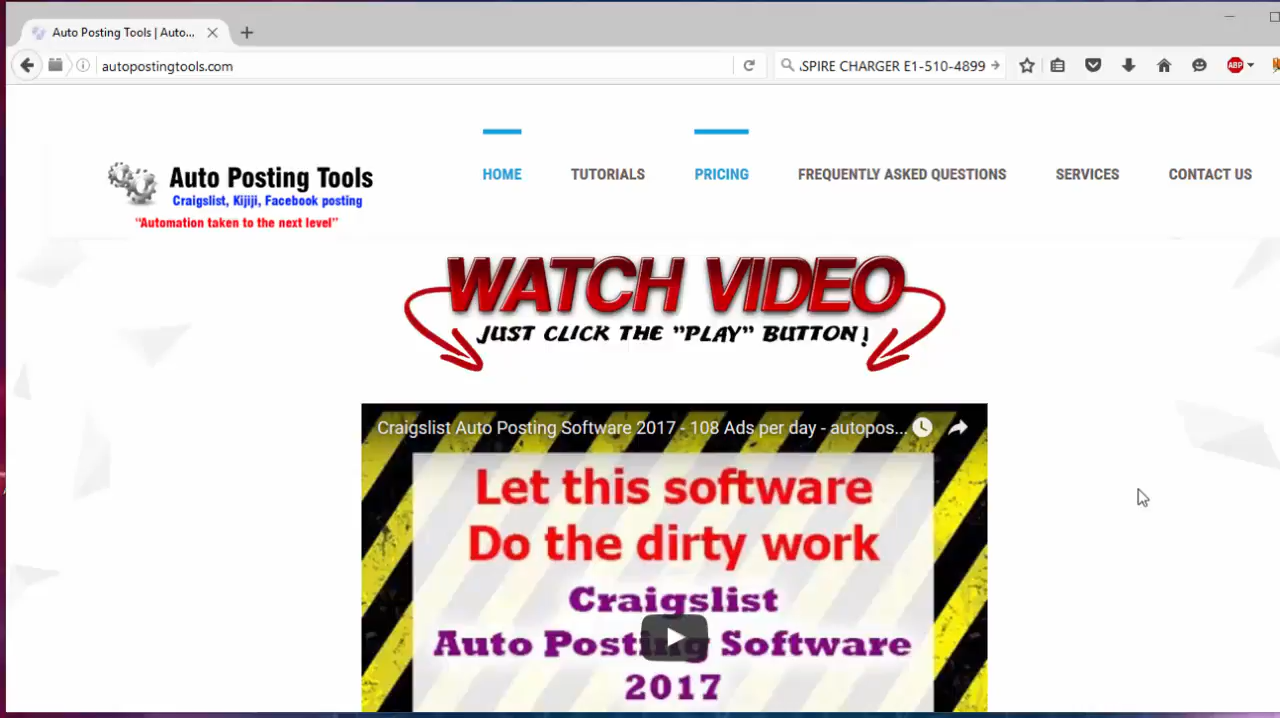 Auto Posting Tools | Auto...
autopostingtools.com
SPIRE CHARGER E1-510-4899
ABP
Auto Posting Tools
Craigslist, Kijiji, Facebook posting
"Automation taken to the next level"
HOME
TUTORIALS
PRICING
FREQUENTLY ASKED QUESTIONS
SERVICES
CONTACT US
WATCH VIDEO
JUST CLICK THE "PLAY" BUTTON!
Craigslist Auto Posting Software 2017 - 108 Ads per day - autopos...
Let this software
Do the dirty work
Craigslist
Auto Posting Software
2017